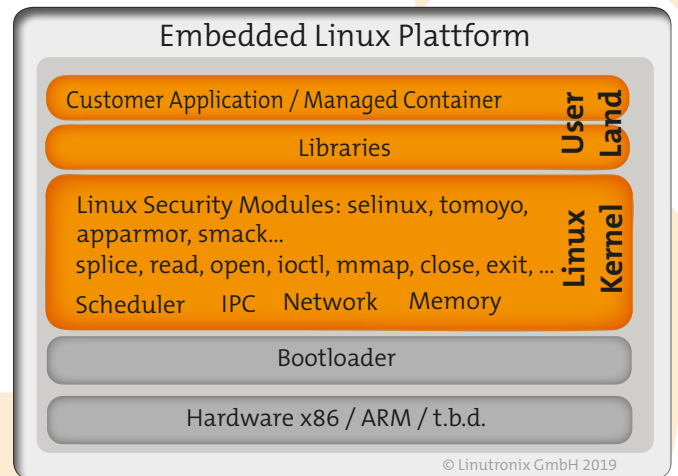 Embedded Linux Plattform
Customer Application / Managed Container
Libraries
User
Land
Linux Security Modules: selinux, tomoyo,
apparmor, smack...
splice, read, open, ioctl, mmap, close, exit, ...
Scheduler IPC Network Memory
Linux
Kernel
Bootloader
Hardware x86 / ARM / t.b.d.
© Linutronix GmbH 2019